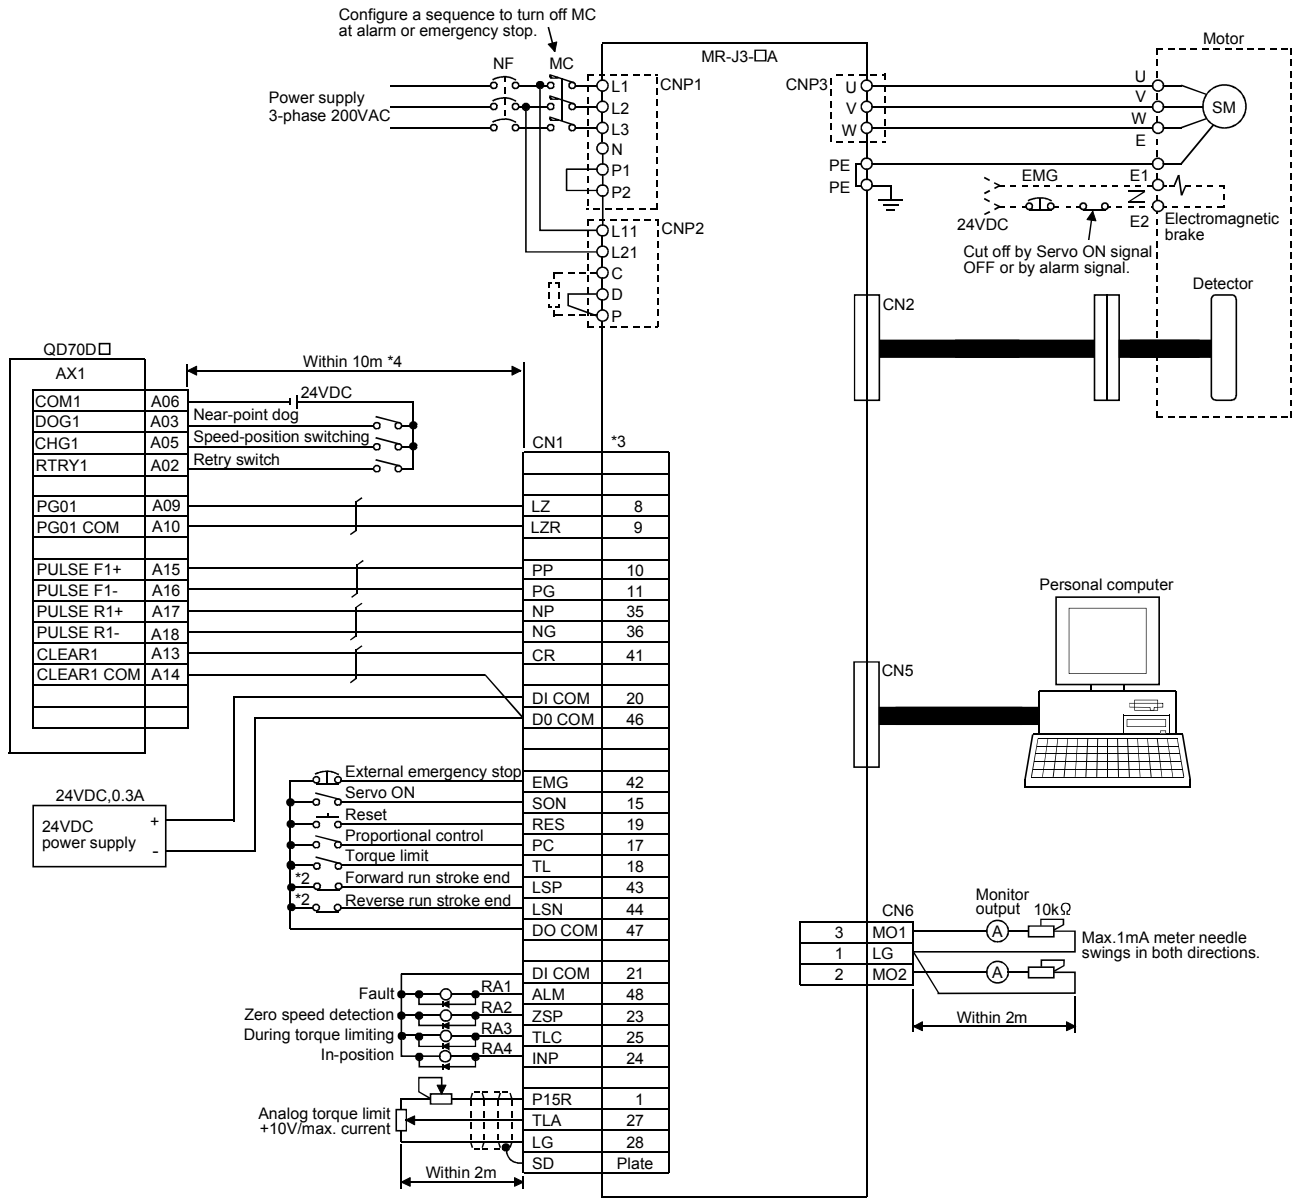 Configure a sequence to turn off MC
at alarm or emergency stop.
MR-J3-□A
Motor
NF
MC
Power supply
3-phase 200VAC
L1
L2
L3
N
P1
P2
CNP1
L11
L21
C
D
P
CNP2
CNP3
U
V
W
PE
PE
U
V
W
E
SM
EMG
E1
24VDC
E2
Electromagnetic
brake
Cut off by Servo ON signal
OFF or by alarm signal.
CN2
Detector
QD70D□
AX1
Within 10m *4
COM1 A06
24VDC
DOG1 A03
Near-point dog
CHG1 A05
Speed-position switching
RTRY1 A02
Retry switch
CN1
*3
PG01 A09
LZ 8
PG01 COM A10
LZR 9
PULSE F1+ A15
PP 10
PULSE F1- A16
PG 11
PULSE R1+ A17
NP 35
PULSE R1- A18
NG 36
CLEAR1 A13
CR 41
CLEAR1 COM A14
DI COM 20
D0 COM 46
24VDC,0.3A
24VDC
power supply
+
-
External emergency stop
EMG 42
Servo ON
SON 15
Reset
RES 19
Proportional control
PC 17
Torque limit
TL 18
*2 Forward run stroke end
LSP 43
*2 Reverse run stroke end
LSN 44
DO COM 47
DI COM 21
Fault
RA1
ALM 48
Zero speed detection
RA2
ZSP 23
During torque limiting
RA3
TLC 25
In-position
RA4
INP 24
P15R 1
Analog torque limit
+10V/max. current
TLA 27
LG 28
SD Plate
Within 2m
Personal computer
CN5
CN6
Monitor
output
10kΩ
3 MO1
A
1 LG
2 MO2
A
Max.1mA meter needle
swings in both directions.
Within 2m